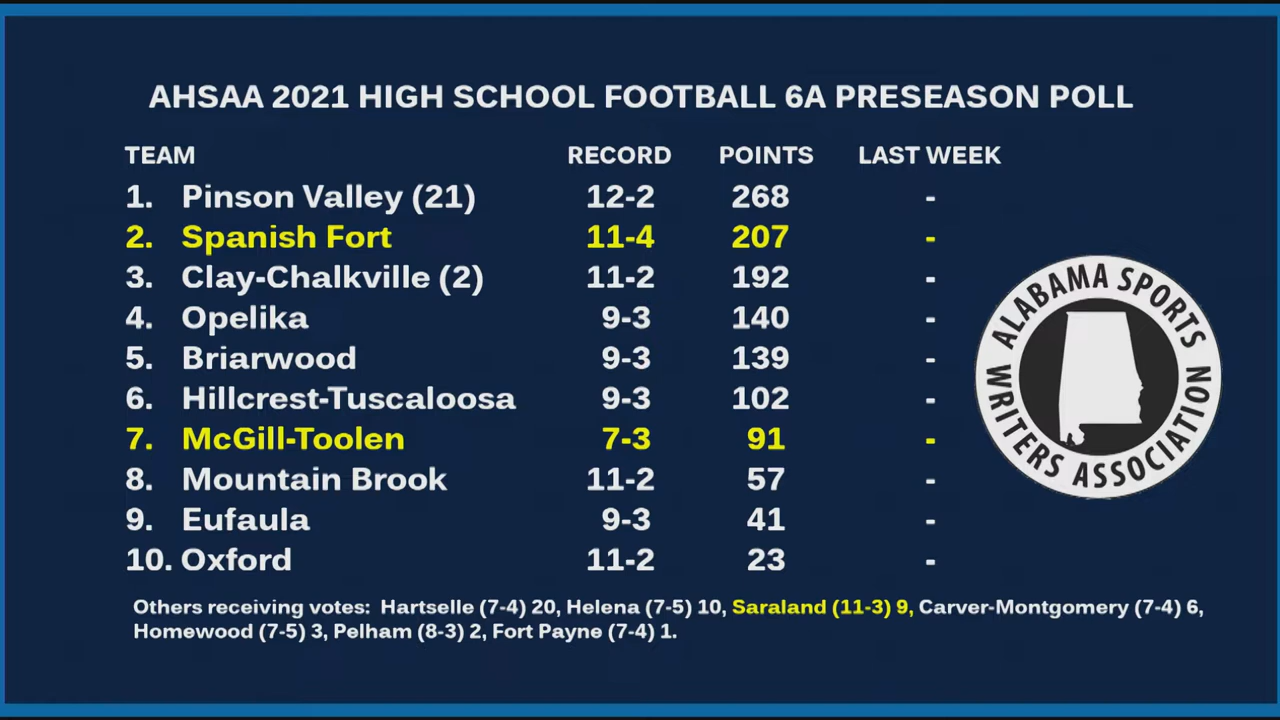 AHSAA 2021 HIGH SCHOOL FOOTBALL 6A PRESEASON POLL
TEAM RECORD POINTS LAST WEEK
1. Pinson Valley (21) 12-2 268 -
2. Spanish Fort 11-4 207 -
3. Clay-Chalkville (2) 11-2 192 -
4. Opelika 9-3 140 -
5. Briarwood 9-3 139 -
6. Hillcrest-Tuscaloosa 9-3 102 -
7. McGill-Toolen 7-3 91 -
8. Mountain Brook 11-2 57 -
9. Eufaula 9-3 41 -
10. Oxford 11-2 23 -
ALABAMA SPORTS
WRITERS ASSOCIATION
Others receiving votes: Hartselle (7-4) 20, Helena (7-5) 10, Saraland (11-3) 9, Carver-Montgomery (7-4) 6,
Homewood (7-5) 3, Pelham (8-3) 2, Fort Payne (7-4) 1.